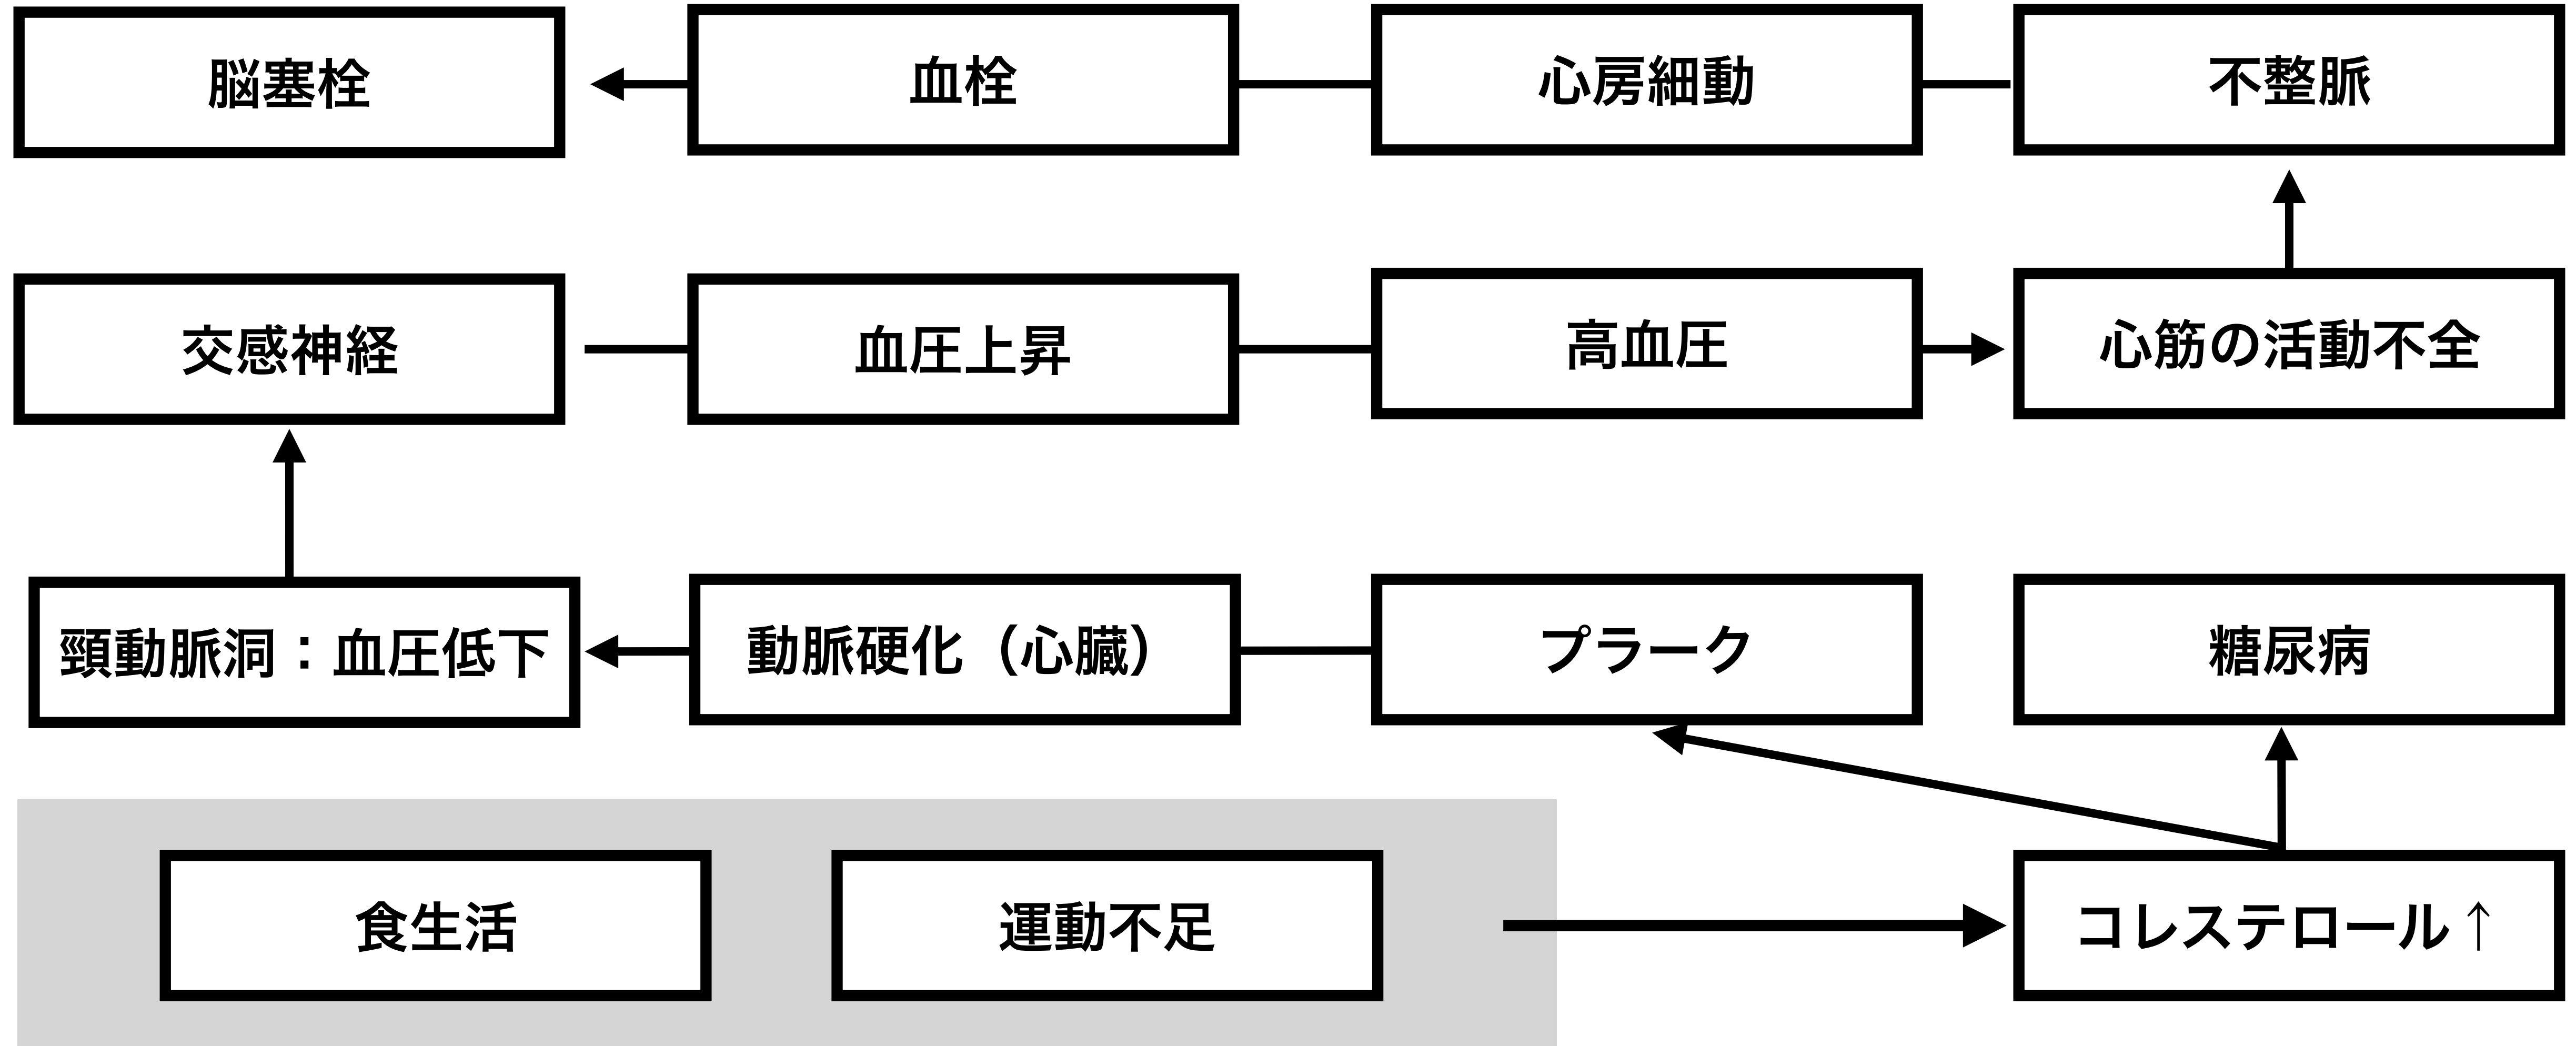 脳塞栓
血栓
心房細動
不整脈
交感神経
血圧上昇
高血圧
心筋の活動不全
頸動脈洞：血圧低下
動脈硬化（心臓）
プラーク
糖尿病
食生活
運動不足
コレステロール↑